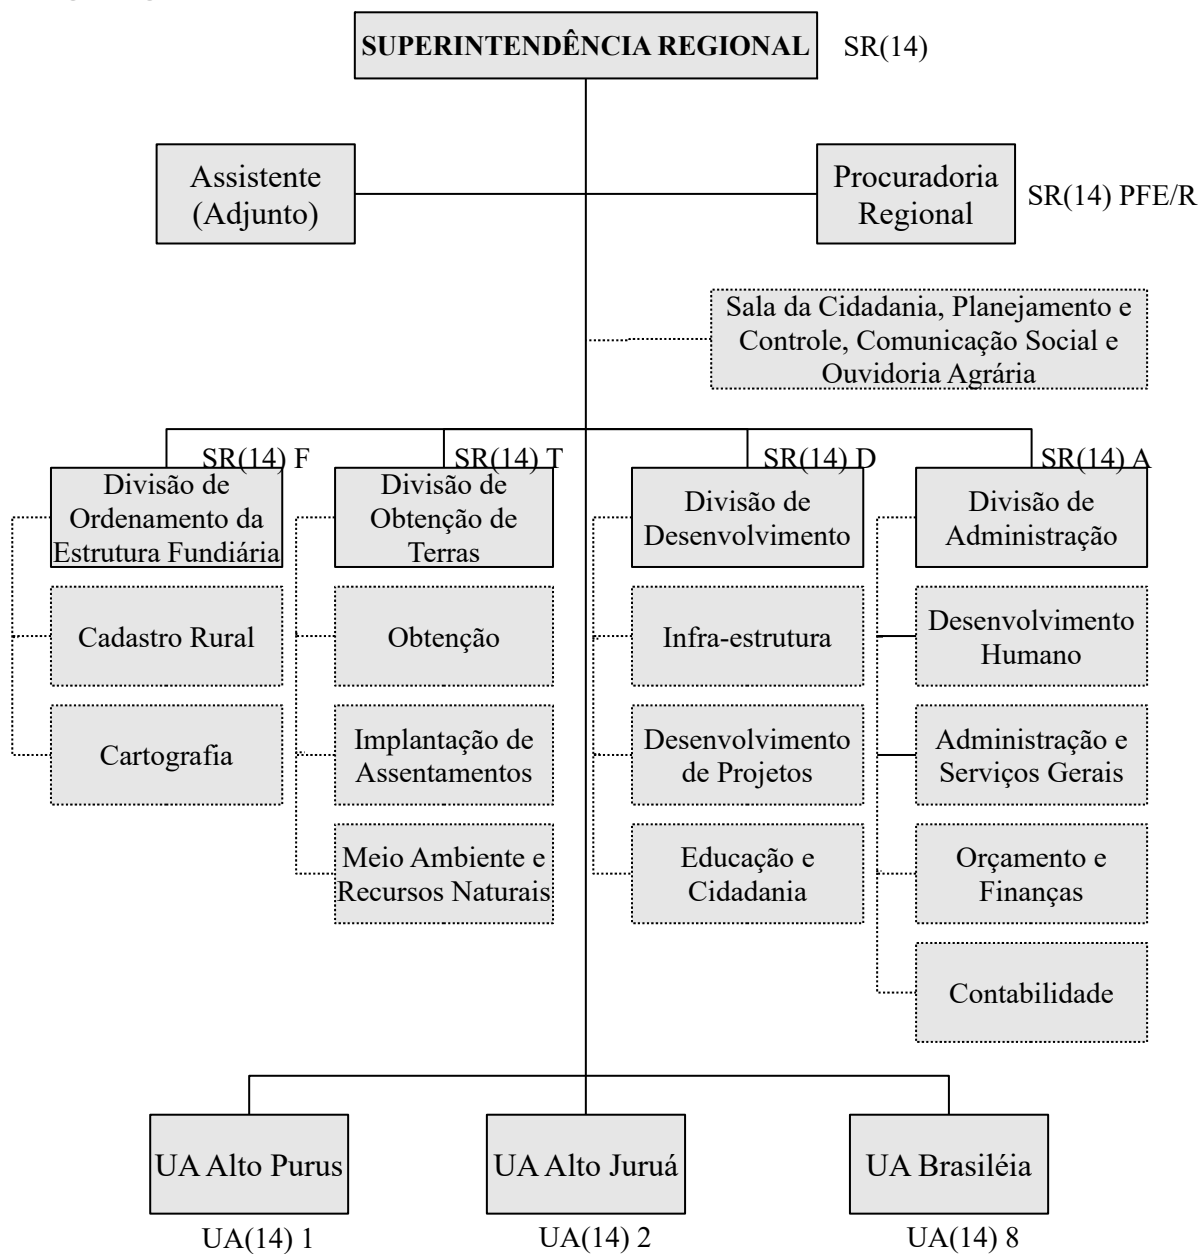 SUPERINTENDÊNCIA REGIONAL
SR(14)
Assistente
(Adjunto)
Procuradoria
Regional
SR(14) PFE/R
Sala da Cidadania, Planejamento e
Controle, Comunicação Social e
Ouvidoria Agrária
SR(14) F
Divisão de
Ordenamento da
Estrutura Fundiária
Cadastro Rural
Cartografia
SR(14) T
Divisão de
Obtenção de
Terras
Obtenção
Implantação de
Assentamentos
Meio Ambiente e
Recursos Naturais
SR(14) D
Divisão de
Desenvolvimento
Infra-estrutura
Desenvolvimento
de Projetos
Educação e
Cidadania
SR(14) A
Divisão de
Administração
Desenvolvimento
Humano
Administração e
Serviços Gerais
Orçamento e
Finanças
Contabilidade
UA Alto Purus
UA(14) 1
UA Alto Juruá
UA(14) 2
UA Brasiléia
UA(14) 8